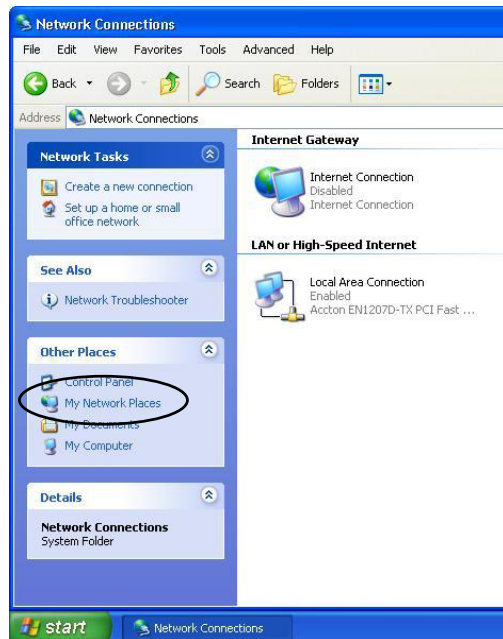 Network Connections
File Edit View Favorites Tools Advanced Help
Back Search Folders
Address Network Connections
Network Tasks
Create a new connection
Set up a home or small
office network
See Also
Network Troubleshooter
Other Places
Control Panel
My Network Places
My Documents
My Computer
Details
Network Connections
System Folder
Internet Gateway
Internet Connection
Disabled
Internet Connection
LAN or High-Speed Internet
Local Area Connection
Enabled
Accton EN1207D-TX PCI Fast ...
start Network Connections